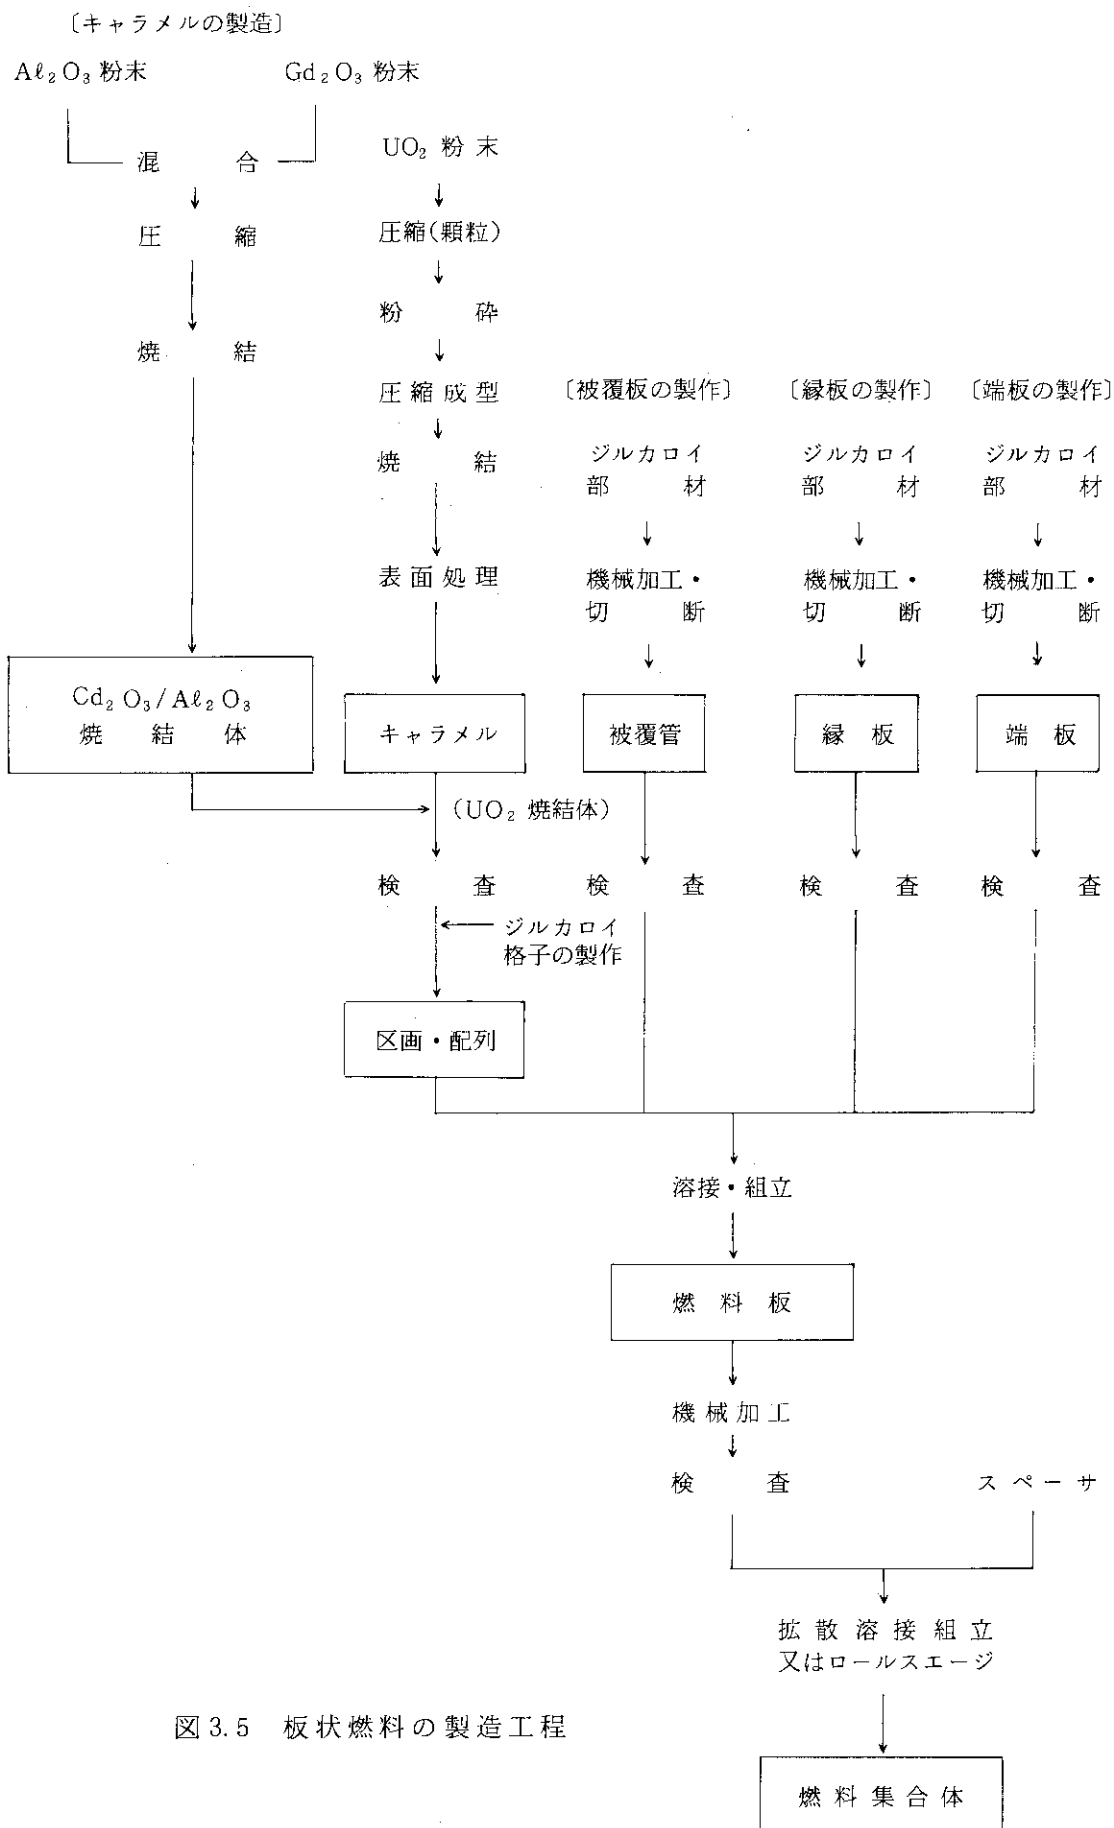 〔キャラメルの製造〕
Aℓ₂O₃ 粉末
Gd₂O₃ 粉末
混合
圧縮
焼結
UO₂ 粉末
圧縮(顆粒)
粉砕
圧縮成型
焼結
表面処理
〔被覆板の製作〕
ジルカロイ
部材
機械加工・
切断
〔縁板の製作〕
ジルカロイ
部材
機械加工・
切断
〔端板の製作〕
ジルカロイ
部材
機械加工・
切断
Cd₂O₃/Aℓ₂O₃
焼結体
キャラメル
被覆管
縁板
端板
(UO₂ 焼結体)
検査
検査
検査
検査
ジルカロイ
格子の製作
区画・配列
溶接・組立
燃料板
機械加工
検査
スペーサ
拡散溶接組立
又はロールスエージ
燃料集合体
図3.5 板状燃料の製造工程